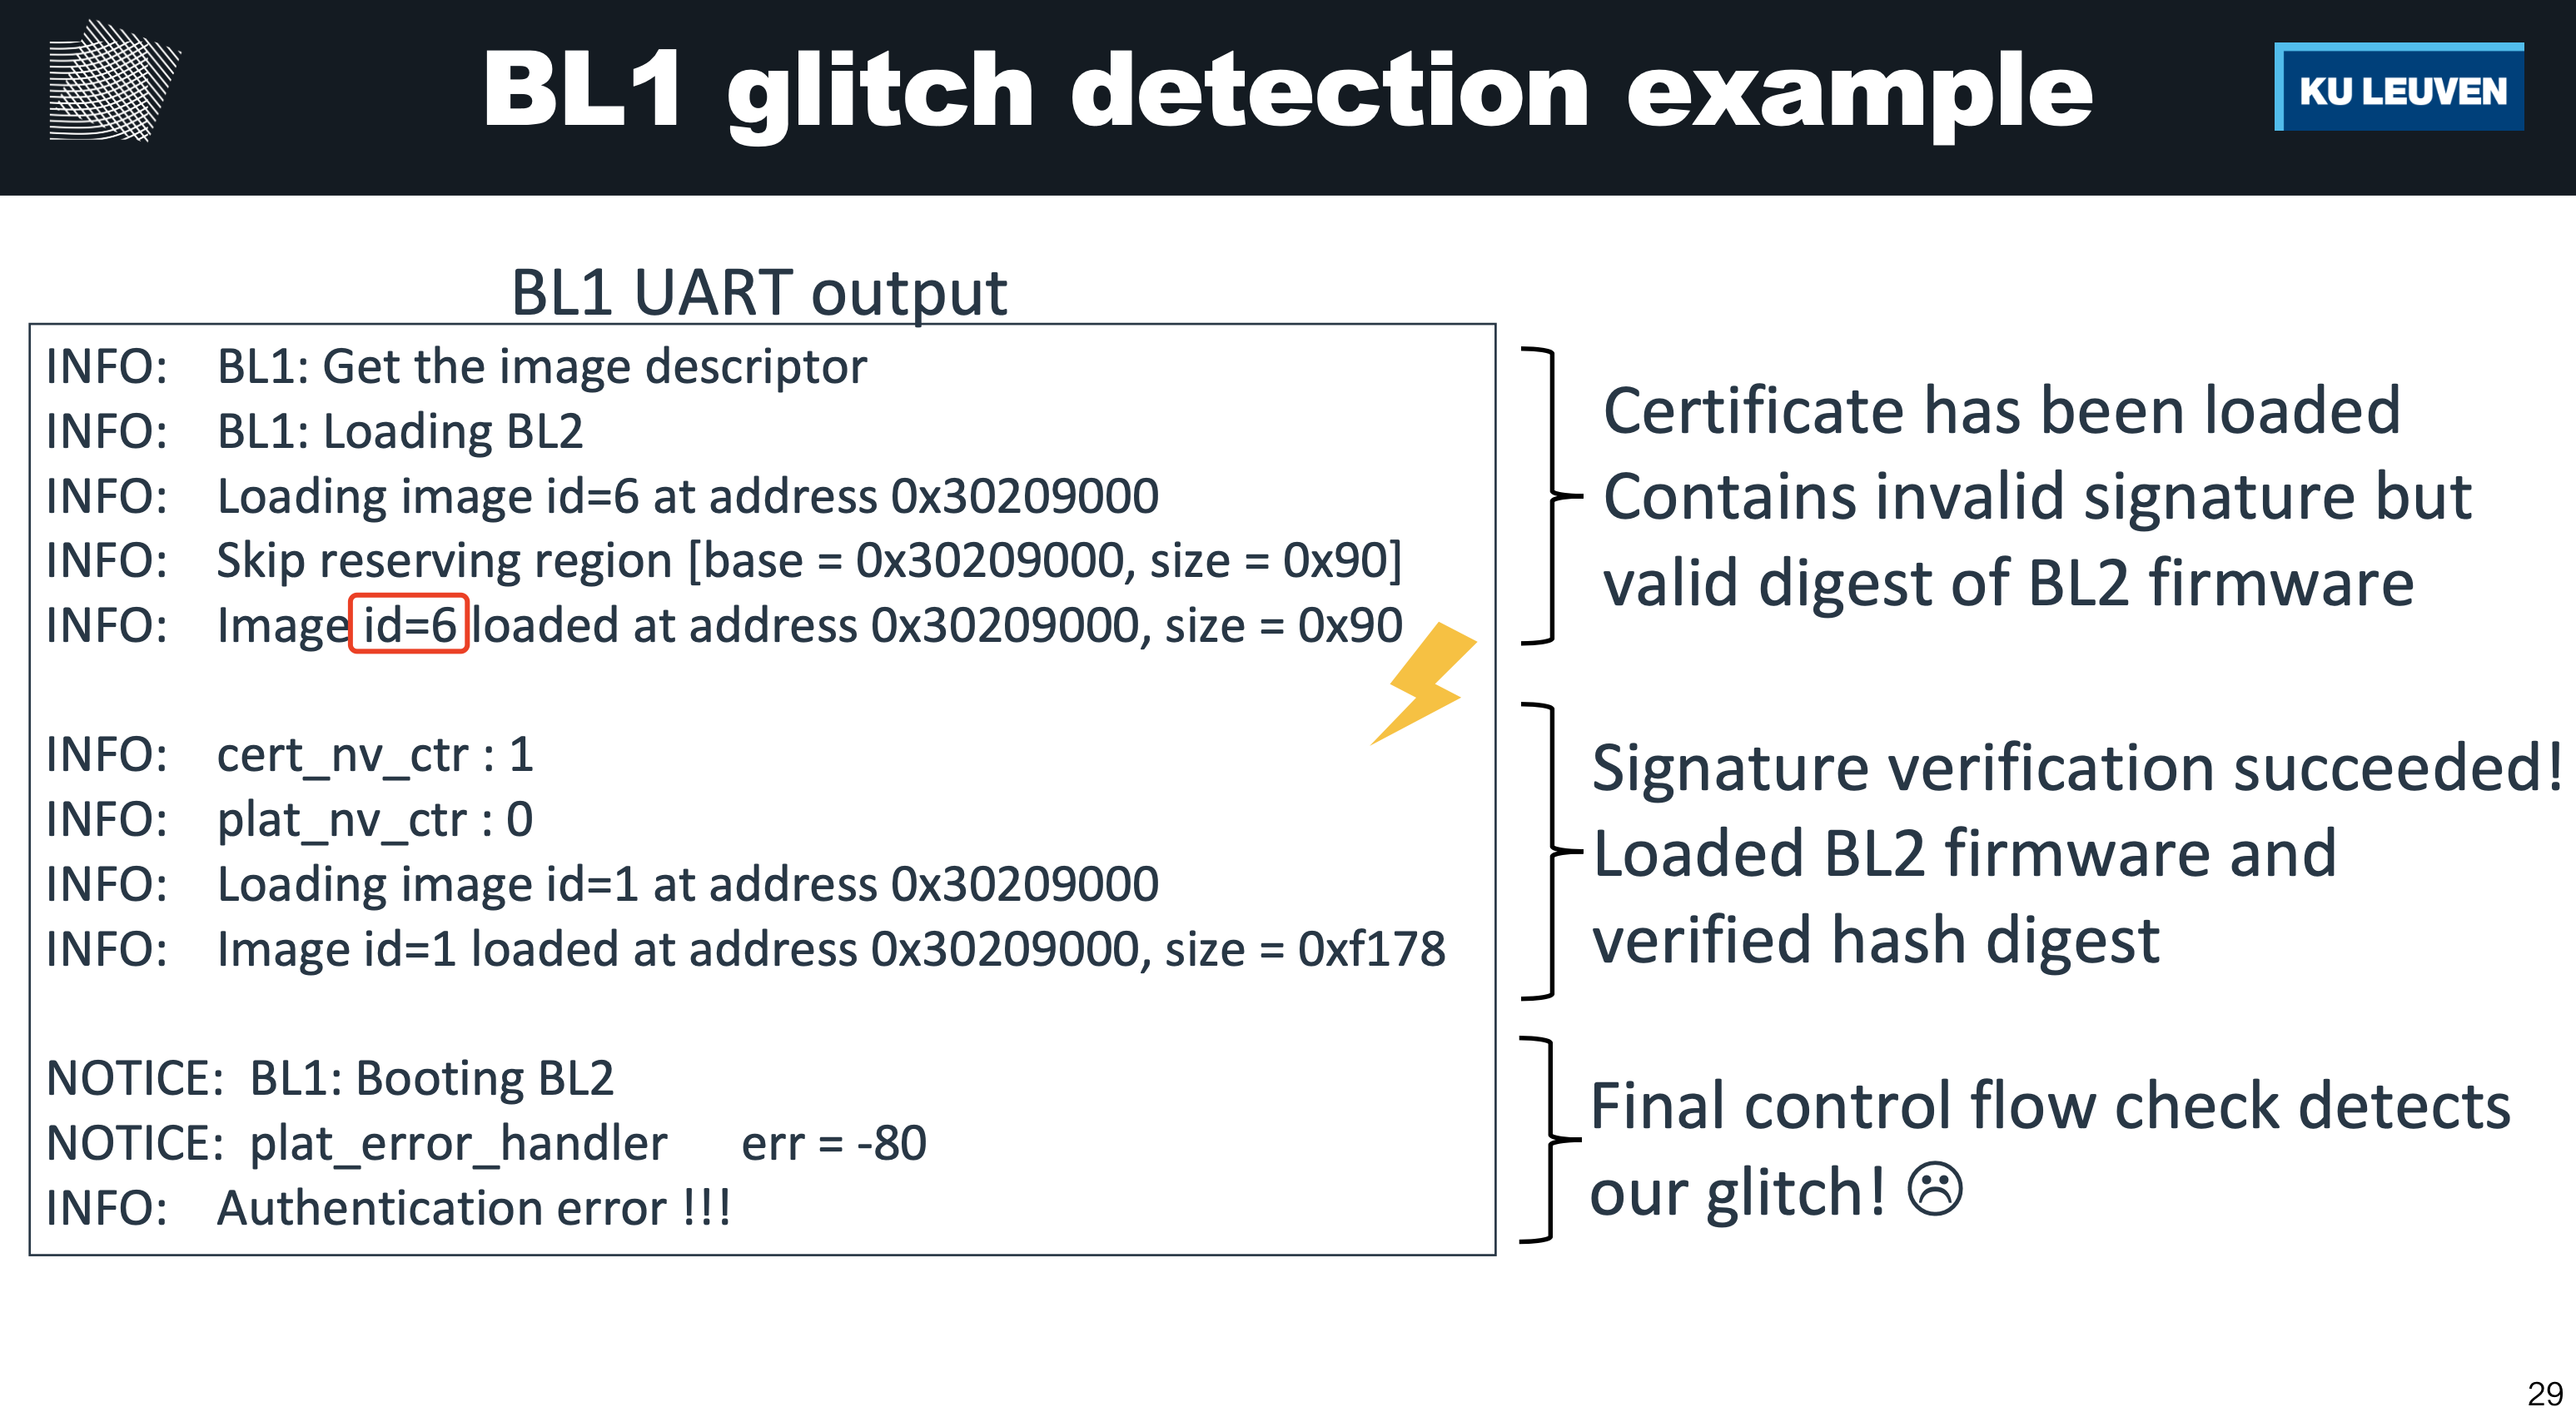 BL1 glitch detection example
KU LEUVEN
BL1 UART output
INFO: BL1: Get the image descriptor
INFO: BL1: Loading BL2
INFO: Loading image id=6 at address 0x30209000
INFO: Skip reserving region [base = 0x30209000, size = 0x90]
INFO: Image id=6 loaded at address 0x30209000, size = 0x90
INFO: cert_nv_ctr : 1
INFO: plat_nv_ctr : 0
INFO: Loading image id=1 at address 0x30209000
INFO: Image id=1 loaded at address 0x30209000, size = 0xf178
NOTICE: BL1: Booting BL2
NOTICE: plat_error_handler err = -80
INFO: Authentication error !!!
Certificate has been loaded
Contains invalid signature but
valid digest of BL2 firmware
Signature verification succeeded!
Loaded BL2 firmware and
verified hash digest
Final control flow check detects
our glitch! ☹
29